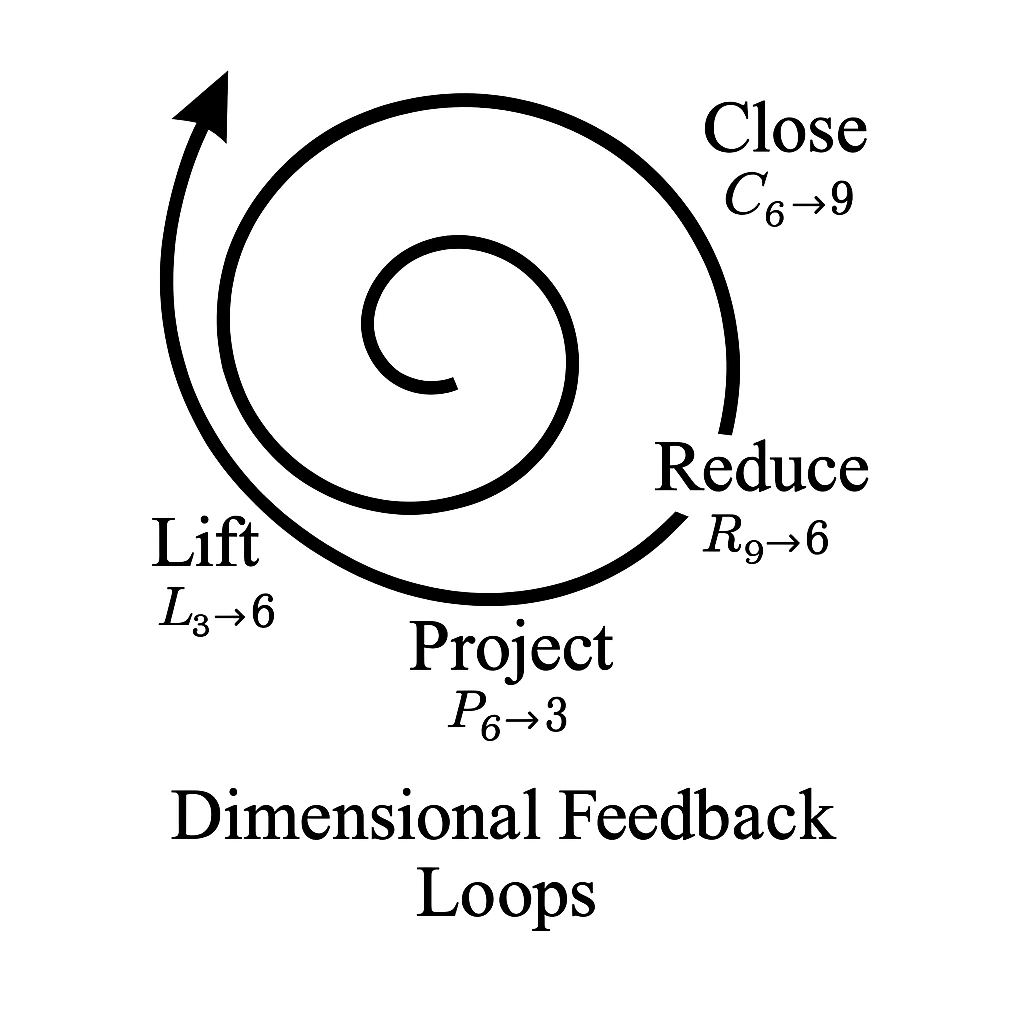 Close
C₆→9
Reduce
R₉→6
Lift
L₃→6
Project
P₆→3
Dimensional Feedback
Loops